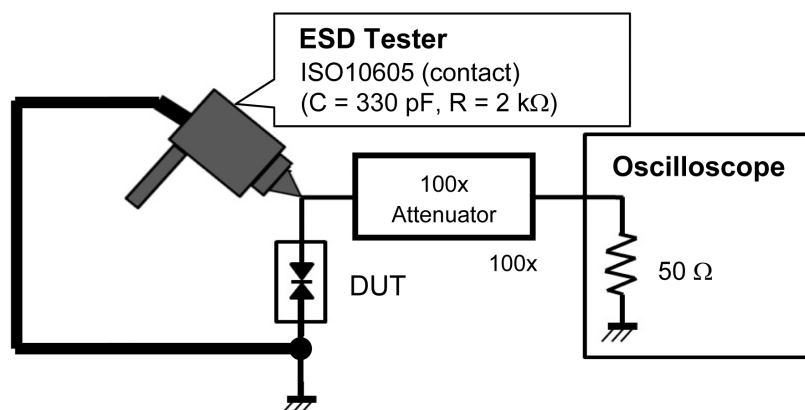 ESD Tester
ISO10605 (contact)
(C = 330 pF, R = 2 kΩ)
Oscilloscope
100x
Attenuator
100x
50 Ω
DUT